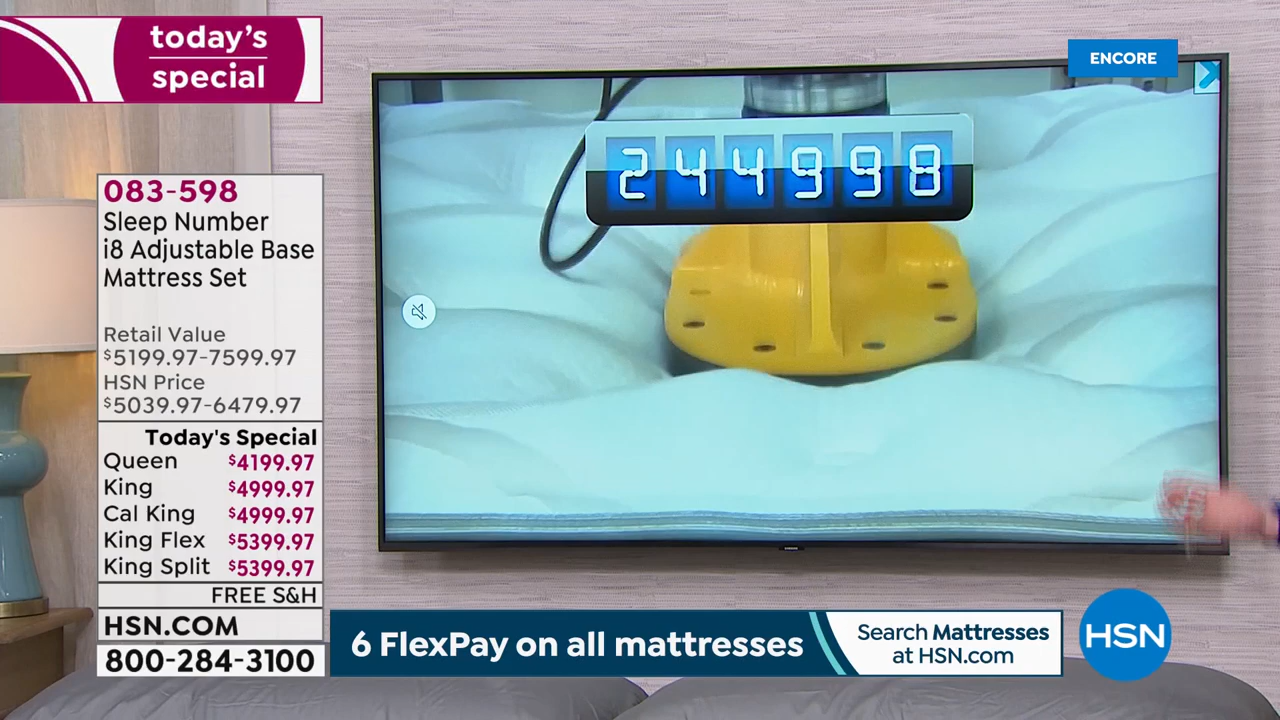 today's
special
ENCORE
244998
083-598
Sleep Number
i8 Adjustable Base
Mattress Set
Retail Value
$5199.97-7599.97
HSN Price
$5039.97-6479.97
Today's Special
Queen $4199.97
King $4999.97
Cal King $4999.97
King Flex $5399.97
King Split $5399.97
FREE S&H
HSN.COM
800-284-3100
6 FlexPay on all mattresses
Search Mattresses
at HSN.com
HSN